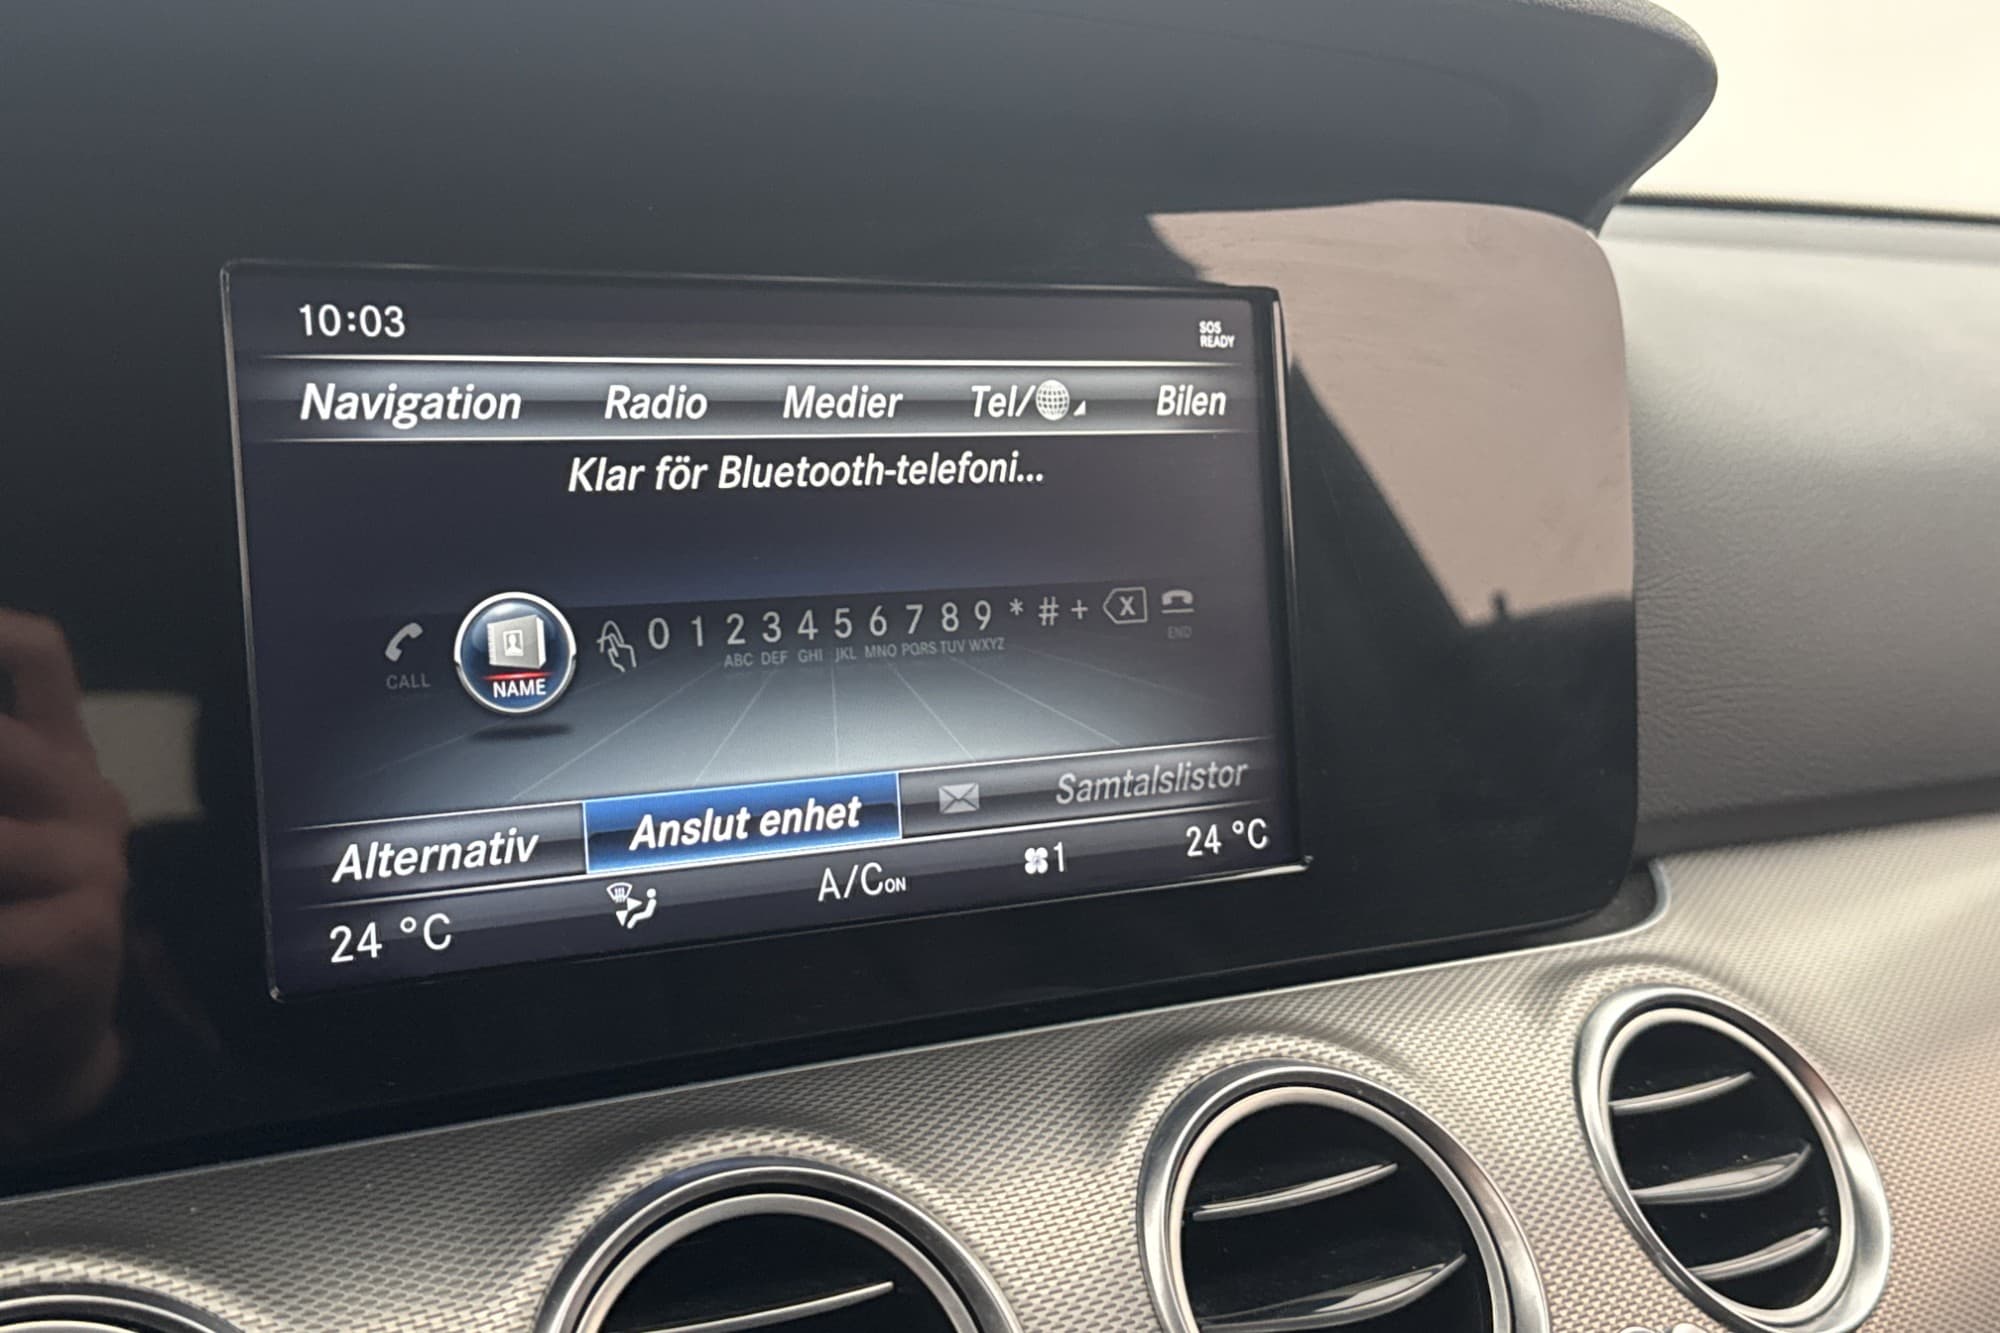 10:03
SOS
READY
Navigation Radio Medier Tel/ Bilen
Klar för Bluetooth-telefoni...
CALL
NAME
0 1 2 3 4 5 6 7 8 9 * # + X
ABC DEF GHI JKL MNO PQRS TUV WXYZ
END
Alternativ Anslut enhet Samtalslistor
24 °C A/C ON 1 24 °C